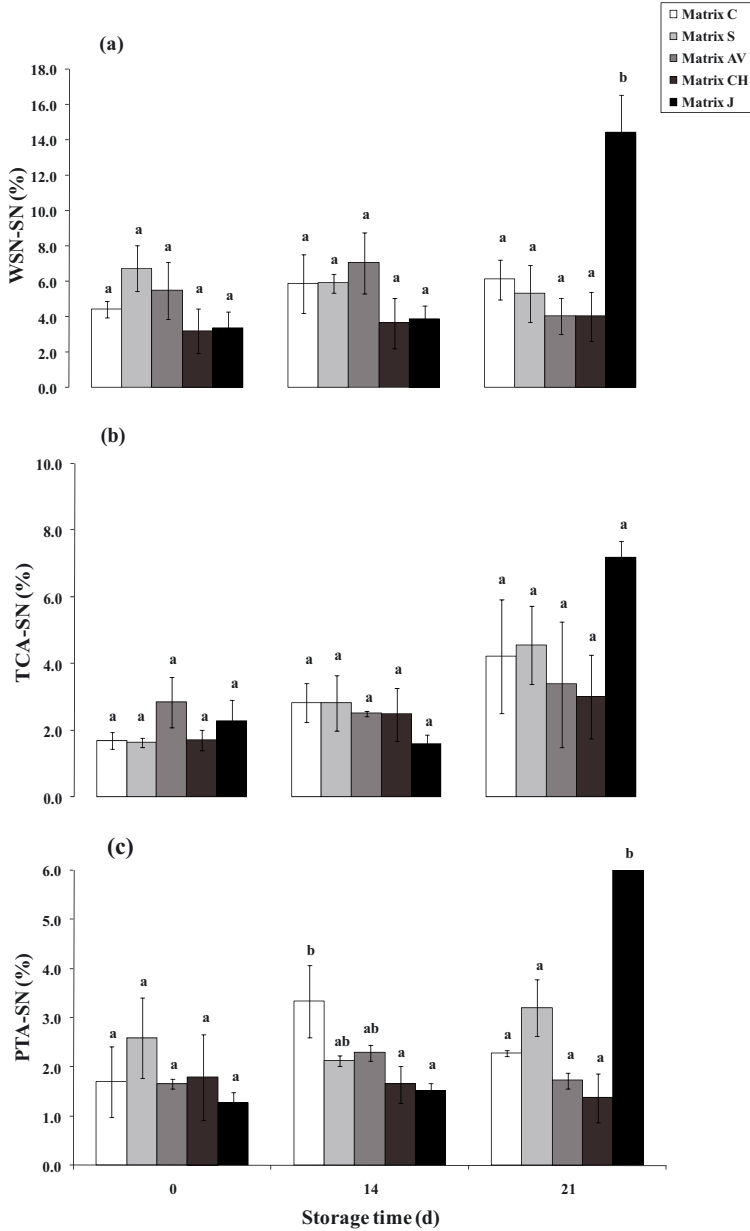 Matrix C
Matrix S
Matrix AV
Matrix CH
Matrix J
(a)
WSN-SN (%)
18.0
16.0
14.0
12.0
10.0
8.0
6.0
4.0
2.0
0.0
a a a a a
a a a a a
a a a a b
(b)
TCA-SN (%)
10.0
8.0
6.0
4.0
2.0
0.0
a a a a a
a a a a a
a a a a a
(c)
PTA-SN (%)
6.0
5.0
4.0
3.0
2.0
1.0
0.0
a a a a a
b ab ab a a
a a a a b
0 14 21
Storage time (d)